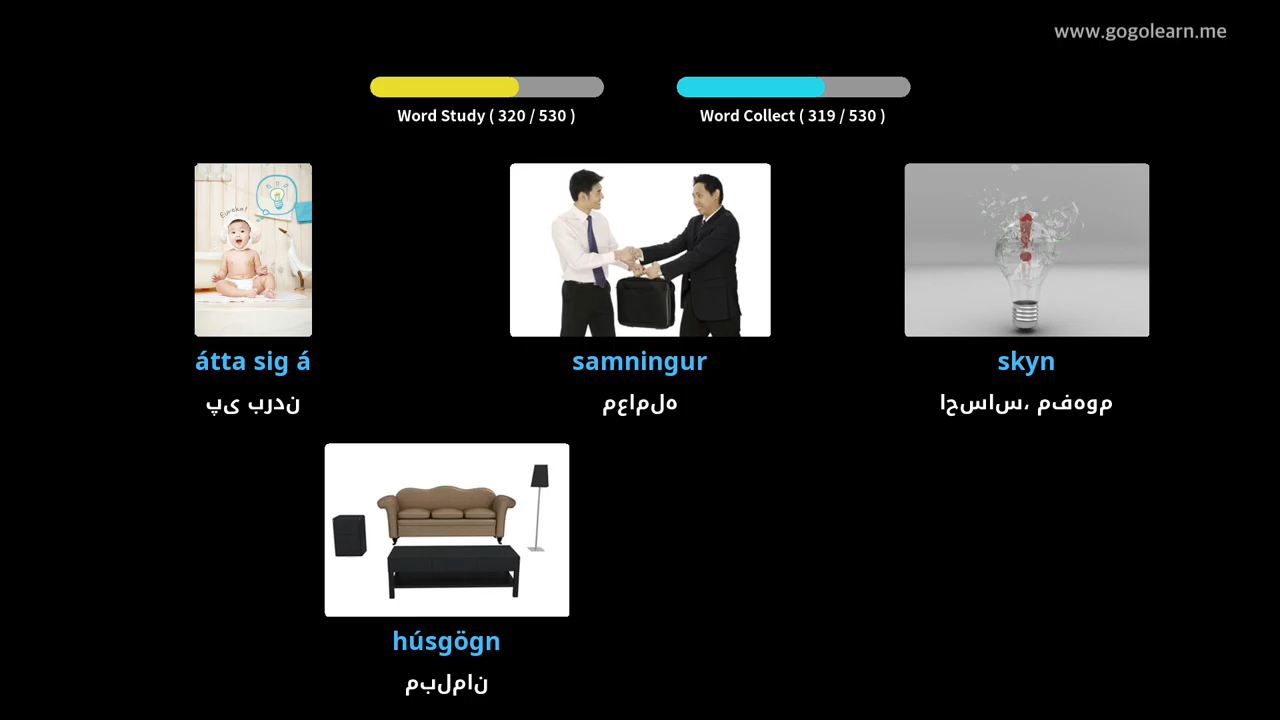 www.gogolearn.me
Word Study ( 320 / 530 )
Word Collect ( 319 / 530 )
átta sig á
پی بردن
samningur
معامله
skyn
احساس، مفهوم
húsgögn
مبلمان